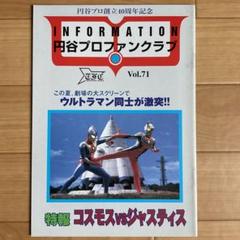 円谷プロ創立40周年記念
INFORMATION
円谷プロファンクラブ
T.F.C
Vol.71
この夏、劇場の大スクリーンで
ウルトラマン同士が激突!!
特報 コスモスvsジャスティス